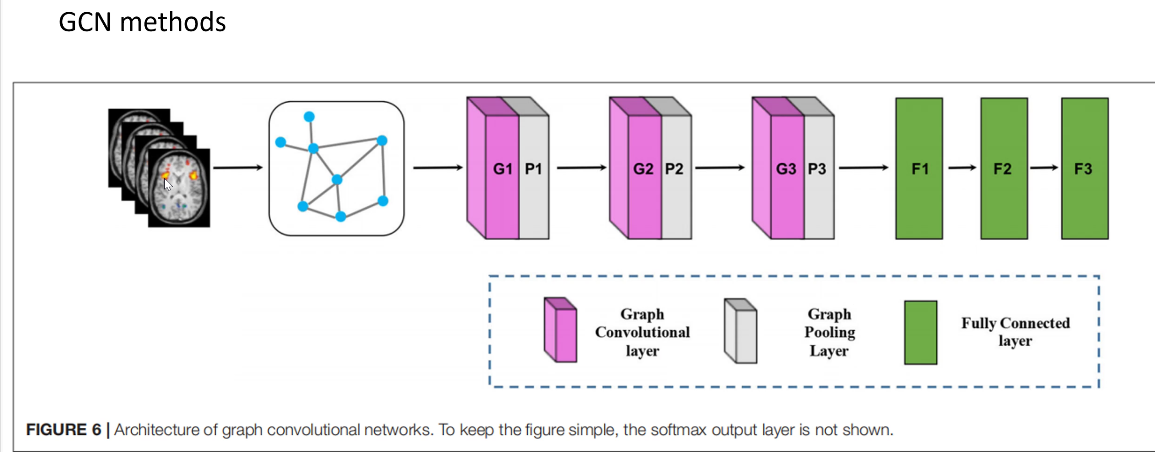 GCN methods
G1 P1 G2 P2 G3 P3 F1 F2 F3
Graph
Convolutional
layer
Graph
Pooling
Layer
Fully Connected
layer
FIGURE 6 | Architecture of graph convolutional networks. To keep the figure simple, the softmax output layer is not shown.